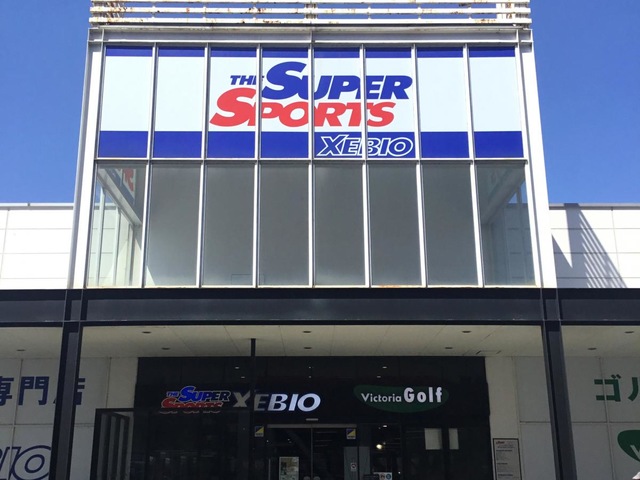 THE SUPER
SPORTS
XEBIO
THE SUPER
SPORTS
XEBIO
Victoria Golf
専門店
ゴル